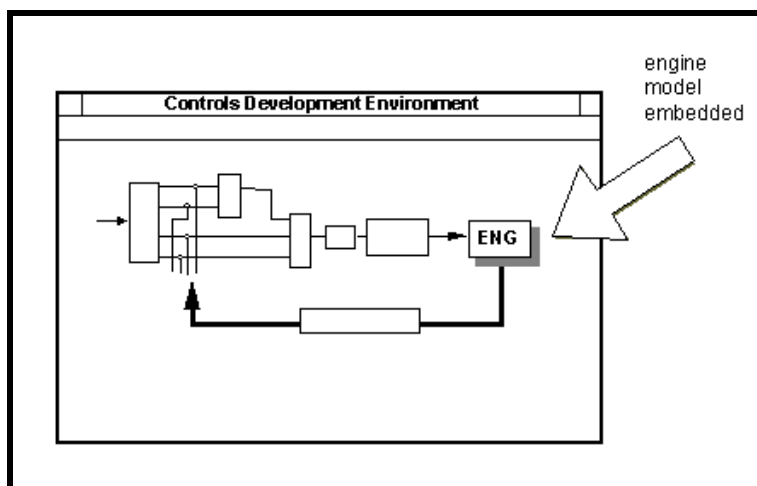 engine
model
embedded
Controls Development Environment
ENG